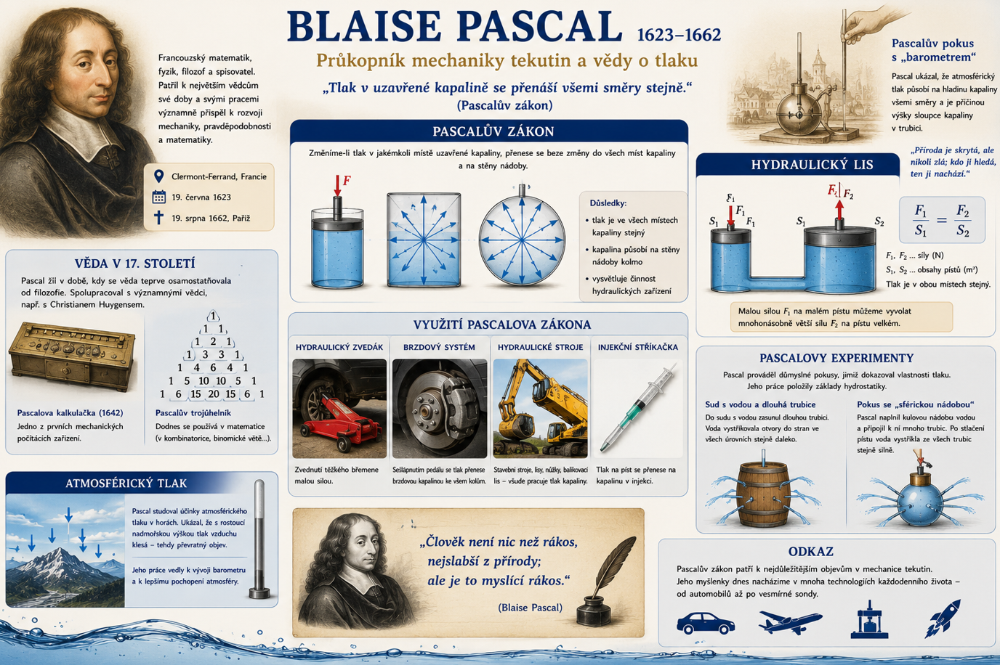 BLAISE PASCAL 1623–1662
Průkopník mechaniky tekutin a vědy o tlaku
„Tlak v uzavřené kapalině se přenáší všemi směry stejně.“
(Pascalův zákon)
Francouzský matematik,
fyzik, filozof a spisovatel.
Patřil k největším vědcům
své doby a svými pracemi
významně přispěl k rozvoji
mechaniky, pravděpodobnosti
a matematiky.
Clermont-Ferrand, Francie
19. června 1623
19. srpna 1662, Paříž
VĚDA V 17. STOLETÍ
Pascal žil v době, kdy se věda teprve osamostatňovala
od filozofie. Spolupracoval s významnými vědci,
např. s Christianem Huygensem.
1
1 1
1 2 1
1 3 3 1
1 4 6 4 1
1 5 10 10 5 1
1 6 15 20 15 6 1
Pascalova kalkulačka (1642)
Jedno z prvních mechanických
počítácích zařízení.
Pascalův trojúhelník
Dodnes se používá v matematice
(v kombinatorice, binomické větě...).
ATMOSFÉRICKÝ TLAK
Pascal studoval účinky atmosférického
tlaku v horách. Ukázal, že s rostoucí
nadmořskou výškou tlak vzduchu
klesá – tehdy převratný objev.
Jeho práce vedly k vývoji barometru
a k lepšímu pochopení atmosféry.
PASCALŮV ZÁKON
Změníme-li tlak v jakémkoli místě uzavřené kapaliny, přenese se beze změny do všech míst kapaliny
a na stěny nádoby.
F
Důsledky:
• tlak je ve všech místech
kapaliny stejný
• kapalina působí na stěny
nádoby kolmo
• vysvětluje činnost
hydraulických zařízení
VYUŽITÍ PASCALOVA ZÁKONA
HYDRAULICKÝ ZVEDÁK
Zvednutí těžkého břemene
malou silou.
BRZDOVÝ SYSTÉM
Sešlápnutím pedálu se tlak přenese
brzdovou kapalinou ke všem kolům.
HYDRAULICKÉ STROJE
Stavební stroje, lisy, nůžky, balikovací
lis – všude pracuje tlak kapaliny.
INJEKČNÍ STŘÍKAČKA
Tlak na píst se přenese na
kapalinu v injekci.
„Člověk není nic než rákos,
nejslabší z přírody;
ale je to myslící rákos.“
(Blaise Pascal)
Pascalův pokus
s „barometrem“
Pascal ukázal, že atmosférický
tlak působí na hladinu kapaliny
všemi směry a je příčinou
výšky sloupce kapaliny
v trubici.
„Příroda je skrytá, ale
nikoli zlá; kdo ji hledá,
ten ji nachází.“
HYDRAULICKÝ LIS
F₁
S₁ F₁
F₂
S₁ S₂
F₁/S₁ = F₂/S₂
F₁, F₂ ... síly (N)
S₁, S₂ ... obsahy pístů (m²)
Tlak je v obou místech stejný.
Malou silou F₁ na malém pístu můžeme vyvolat
mnohonásobně větší sílu F₂ na pístu velkém.
PASCALOVY EXPERIMENTY
Pascal prováděl důmyslné pokusy, jimiž dokazoval vlastnosti tlaku.
Jeho práce položily základy hydrostatiky.
Sud s vodou a dlouhá trubice
Do sudu s vodou zasunul dlouhou trubici.
Voda vystřikovala otvory do stran ve
všech úrovních stejně daleko.
Pokus se „sférickou nádobou“
Pascal naplnil kulovou nádobu vodou
a připojil k ní mnoho trubic. Po stlačení
pístu voda vystříkla ze všech trubic
stejně silně.
ODKAZ
Pascalův zákon patří k nejdůležitějším objevům v mechanice tekutin.
Jeho myšlenky dnes nacházíme v mnoha technologiích každodenního života –
od automobilů až po vesmírné sondy.